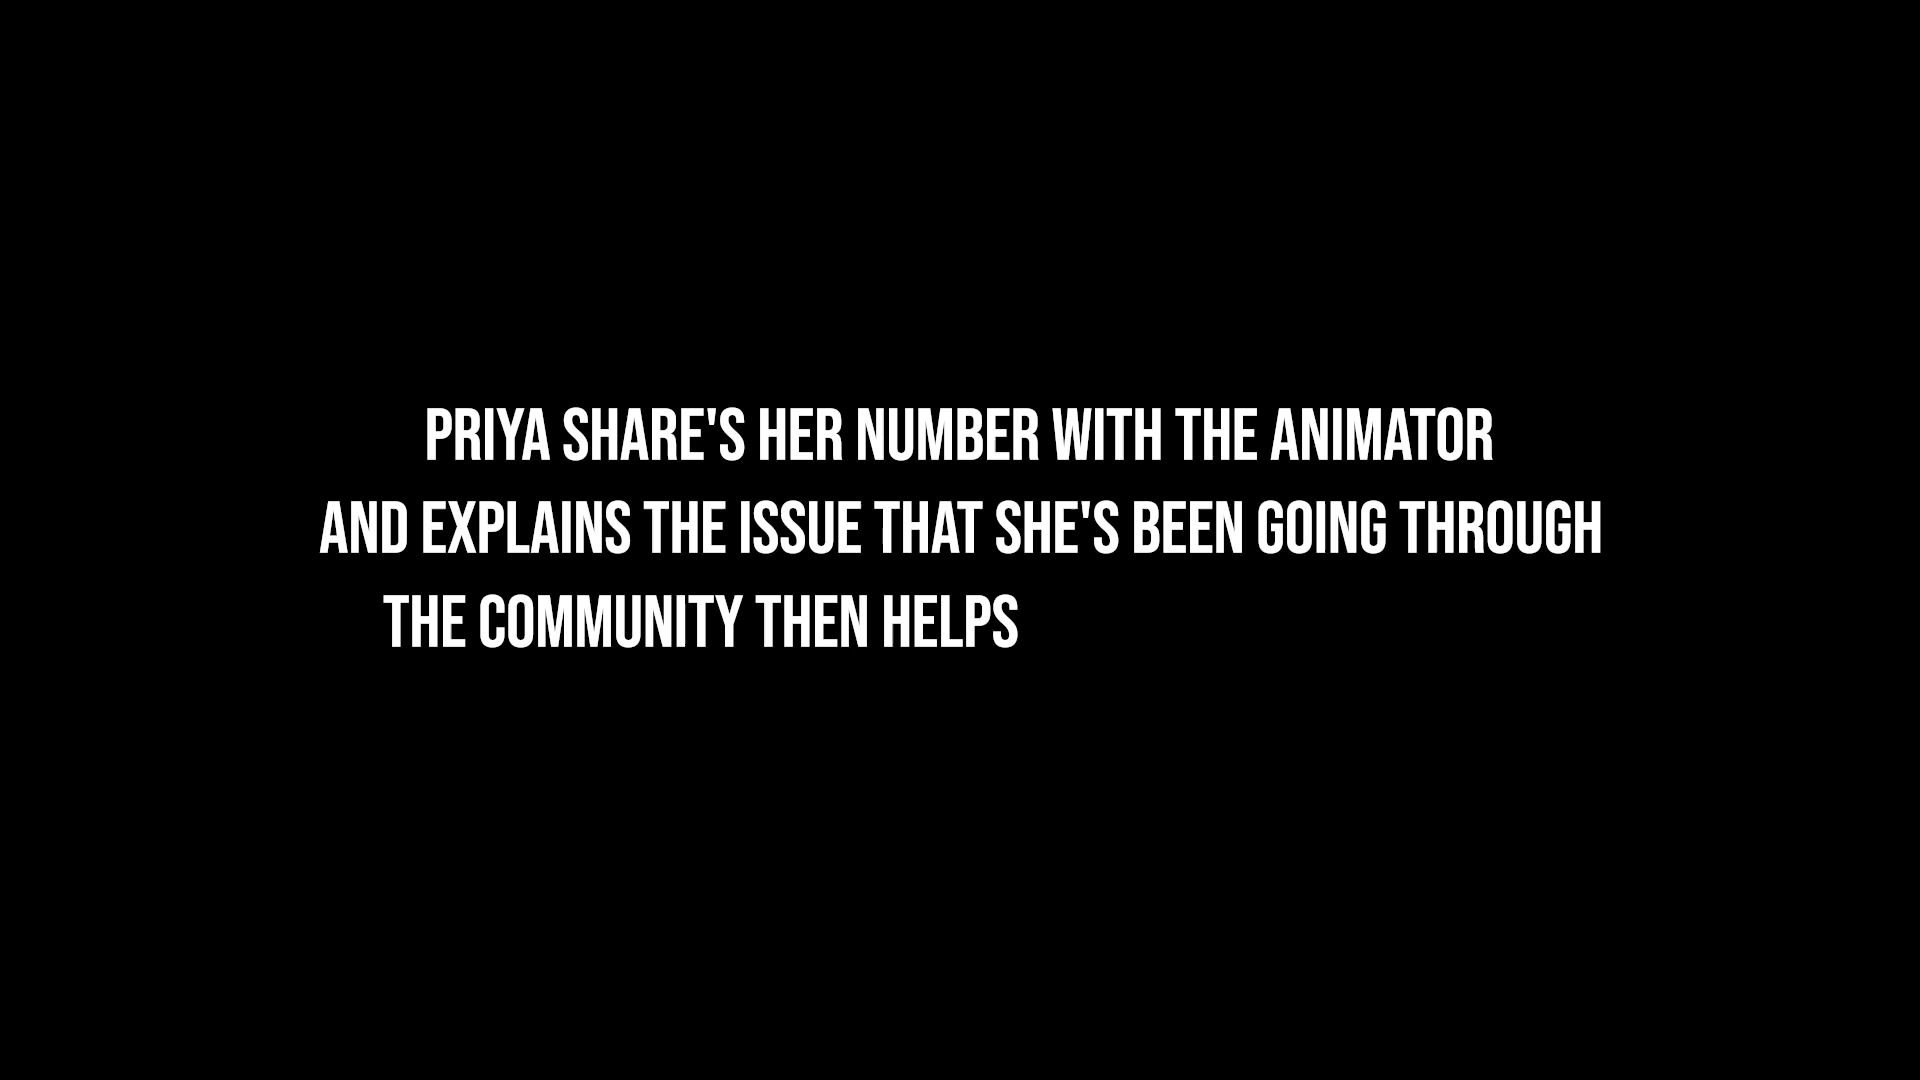 PRIYA SHARE'S HER NUMBER WITH THE ANIMATOR
AND EXPLAINS THE ISSUE THAT SHE'S BEEN GOING THROUGH
THE COMMUNITY THEN HELPS